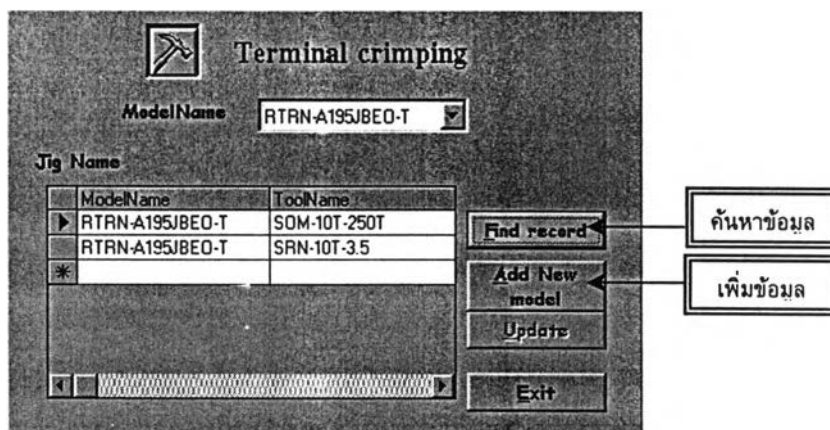 Terminal crimping
ModelName RTRN-A195JBEO-T
Jig Name
ModelName ToolName
RTRN-A195JBEO-T SOM-10T-250T
RTRN-A195JBEO-T SRN-10T-3.5
Find record
ค้นหาข้อมูล
Add New
model
เพิ่มข้อมูล
Update
Exit